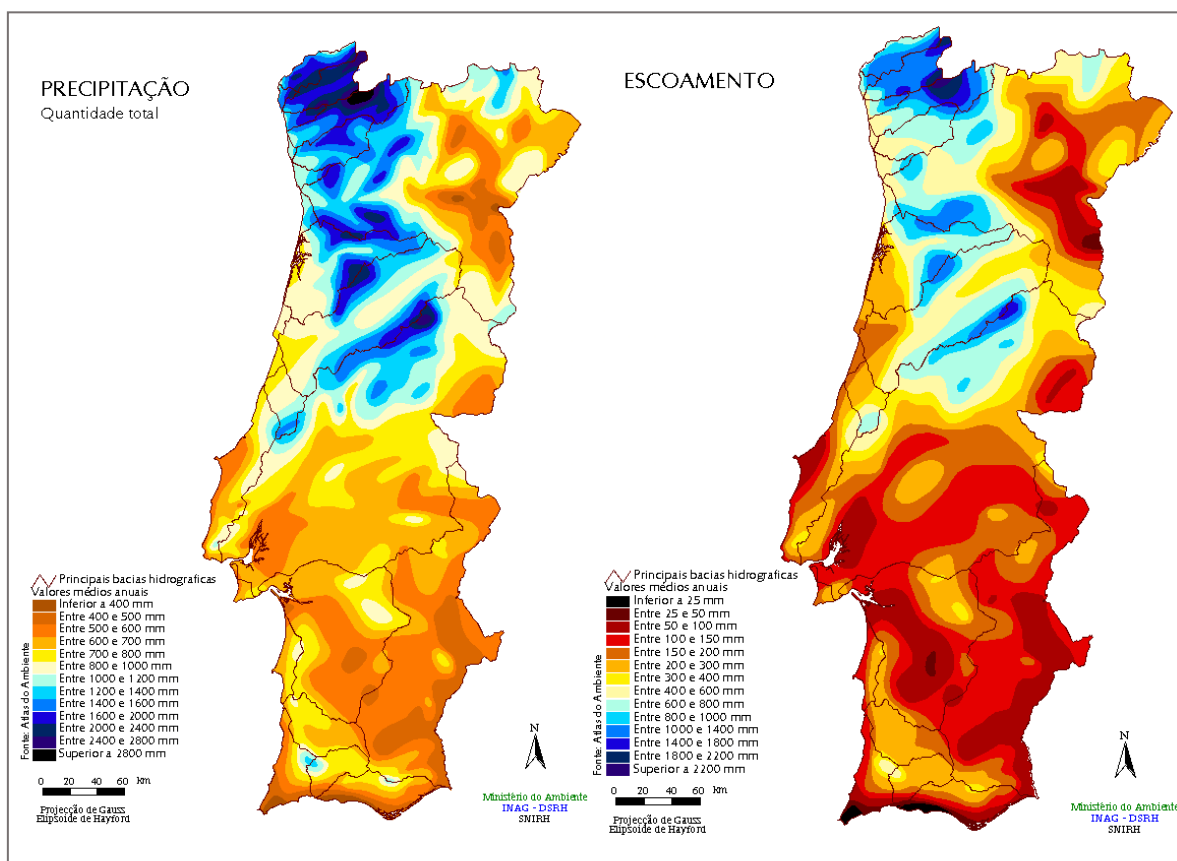 PRECIPITAÇÃO
Quantidade total
Principais bacias hidrograficas
Valores médios anuais
Inferior a 400 mm
Entre 400 e 500 mm
Entre 500 e 600 mm
Entre 600 e 700 mm
Entre 700 e 800 mm
Entre 800 e 1000 mm
Entre 1000 e 1200 mm
Entre 1200 e 1400 mm
Entre 1400 e 1600 mm
Entre 1600 e 2000 mm
Entre 2000 e 2400 mm
Entre 2400 e 2800 mm
Superior a 2800 mm
Fonte: Atlas do Ambiente
0 20 40 60 km
Projecção de Gauss
Elipsoide de Hayford
N
Ministério do Ambiente
INAG - DSRH
SNIRH
ESCOAMENTO
Principais bacias hidrograficas
Valores médios anuais
Inferior a 25 mm
Entre 25 e 50 mm
Entre 50 e 100 mm
Entre 100 e 150 mm
Entre 150 e 200 mm
Entre 200 e 300 mm
Entre 300 e 400 mm
Entre 400 e 600 mm
Entre 600 e 800 mm
Entre 800 e 1000 mm
Entre 1000 e 1400 mm
Entre 1400 e 1800 mm
Entre 1800 e 2200 mm
Superior a 2200 mm
Fonte: Atlas do Ambiente
0 20 40 60 km
Projecção de Gauss
Elipsoide de Hayford
N
Ministério do Ambiente
INAG - DSRH
SNIRH